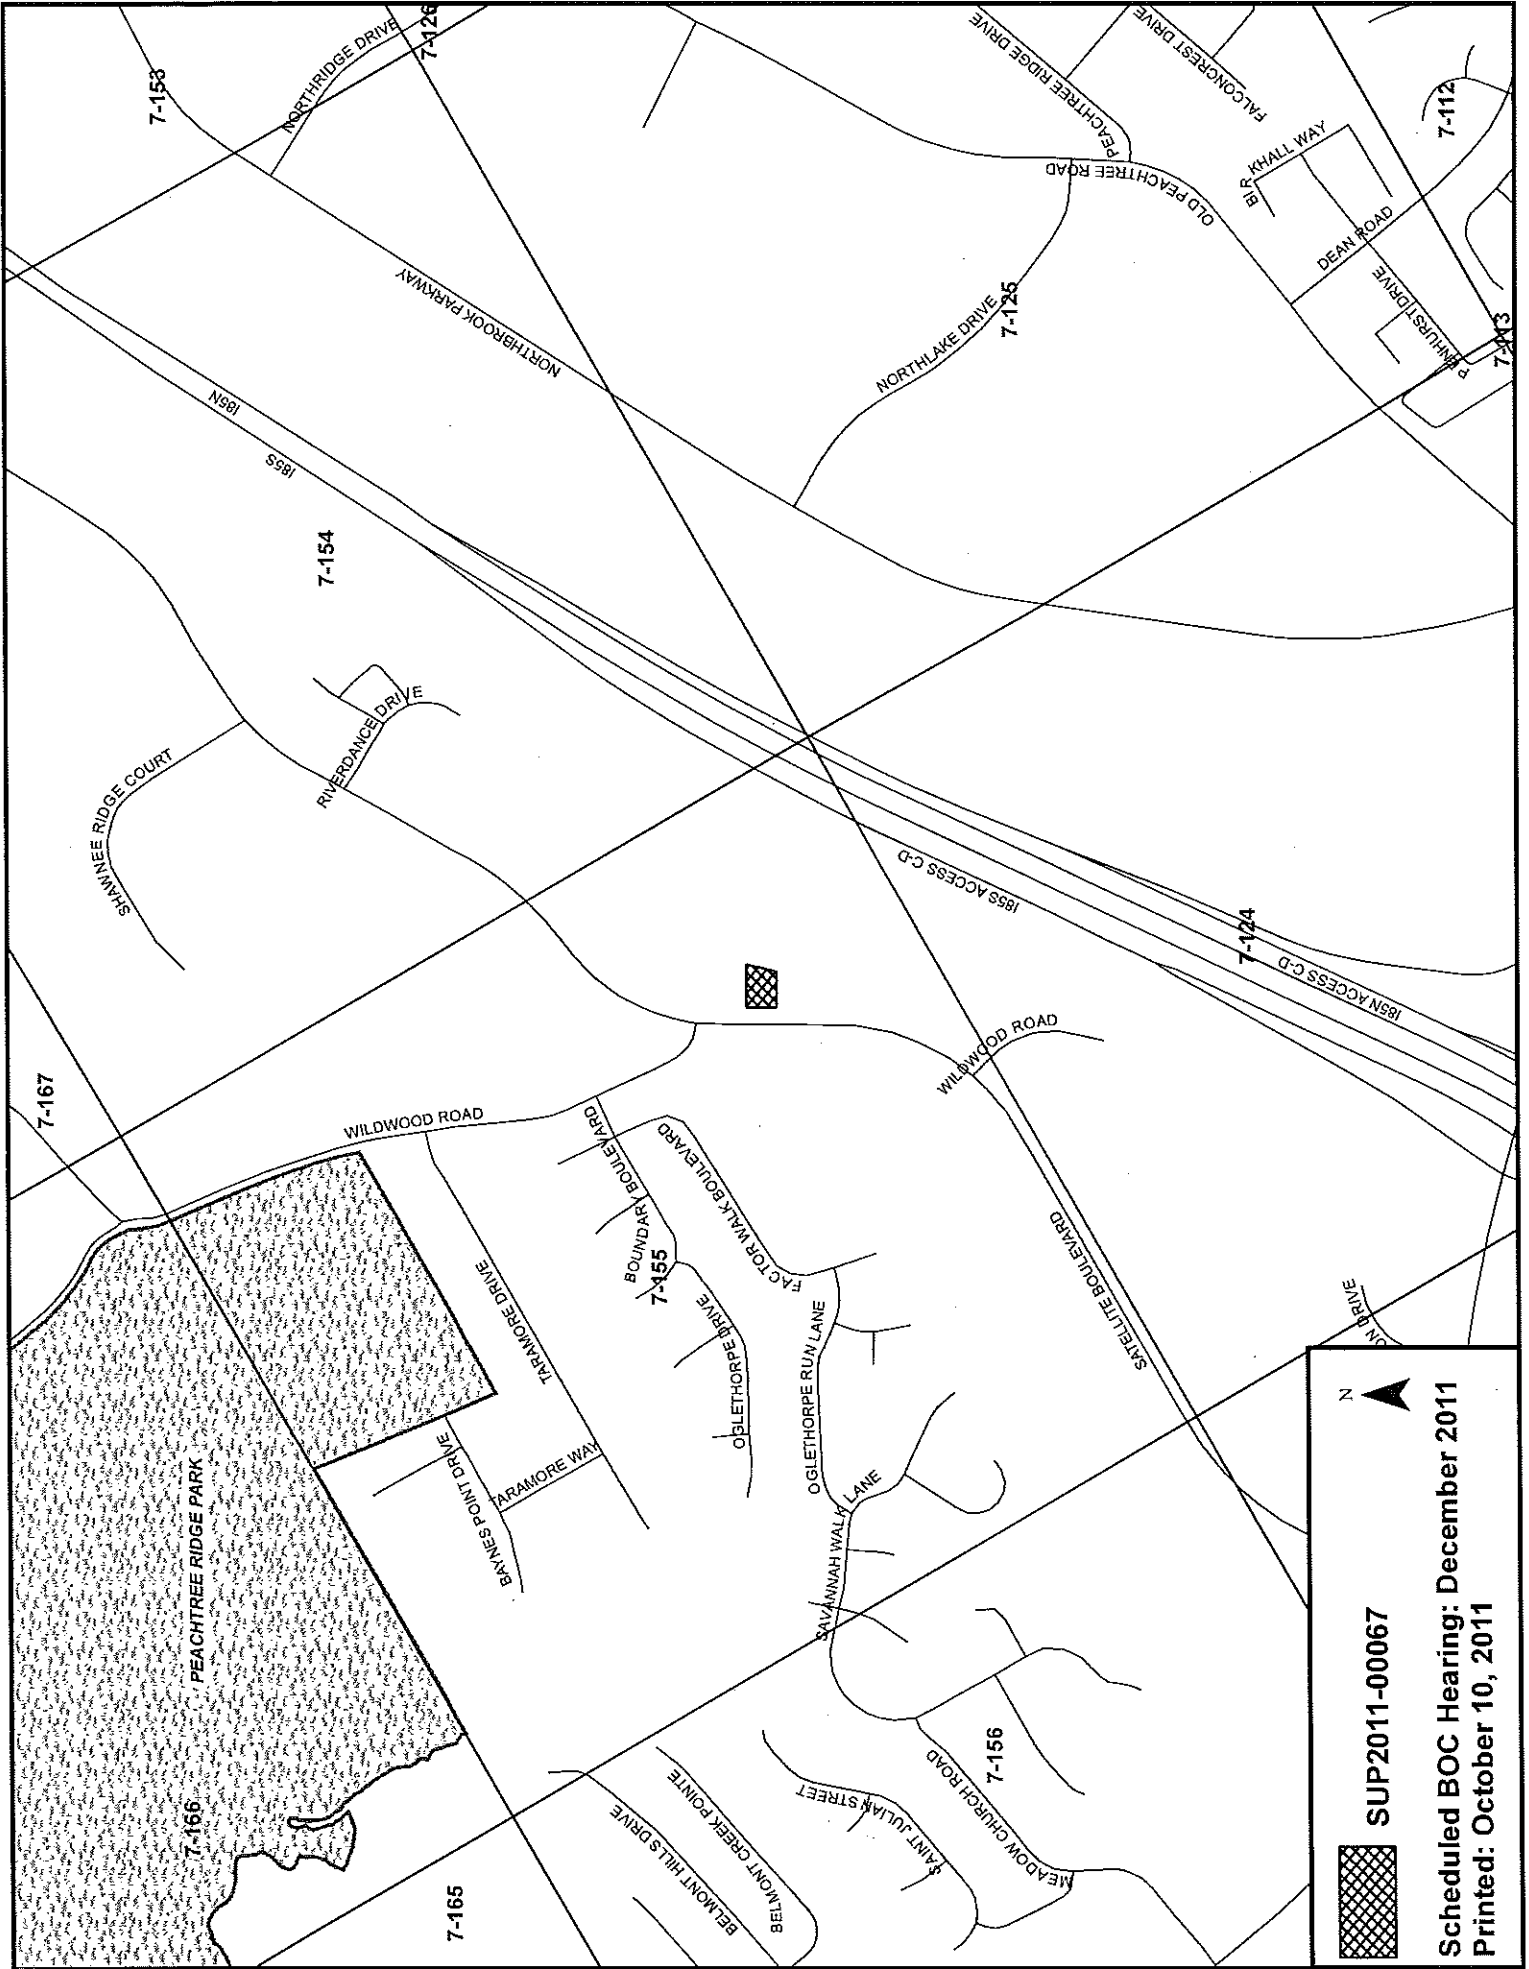 7-167
7-153
NORTHRIDGE DRIVE
7-126
PEACHTREE RIDGE PARK
7-166
7-165
WILDWOOD ROAD
SHAWNEE RIDGE COURT
RIVERDANCE DRIVE
7-154
I85N
I85S
NORTHBROOK PARKWAY
TARAMORE DRIVE
BAYNES POINT DRIVE
TARAMORE WAY
BOUNDARY BOULEVARD
7-155
FACTOR WALK BOULEVARD
OGLETHORPE DRIVE
OGLETHORPE RUN LANE
SAVANNAH WALK LANE
BELMONT HILLS DRIVE
BELMONT CREEK POINTE
SAINT JULIAN STREET
MEADOW CHURCH ROAD
7-156
SATELLITE BOULEVARD
WILDWOOD ROAD
I85S ACCESS C-D
I85N ACCESS C-D
7-124
NORTHLAKE DRIVE
7-125
OLD PEACHTREE ROAD
PEACHTREE RIDGE DRIVE
FALCONCREST DRIVE
KHALL WAY
7-112
DEAN ROAD
PENHURST DRIVE
7-113
ON DRIVE
N
SUP2011-00067
Scheduled BOC Hearing: December 2011
Printed: October 10, 2011